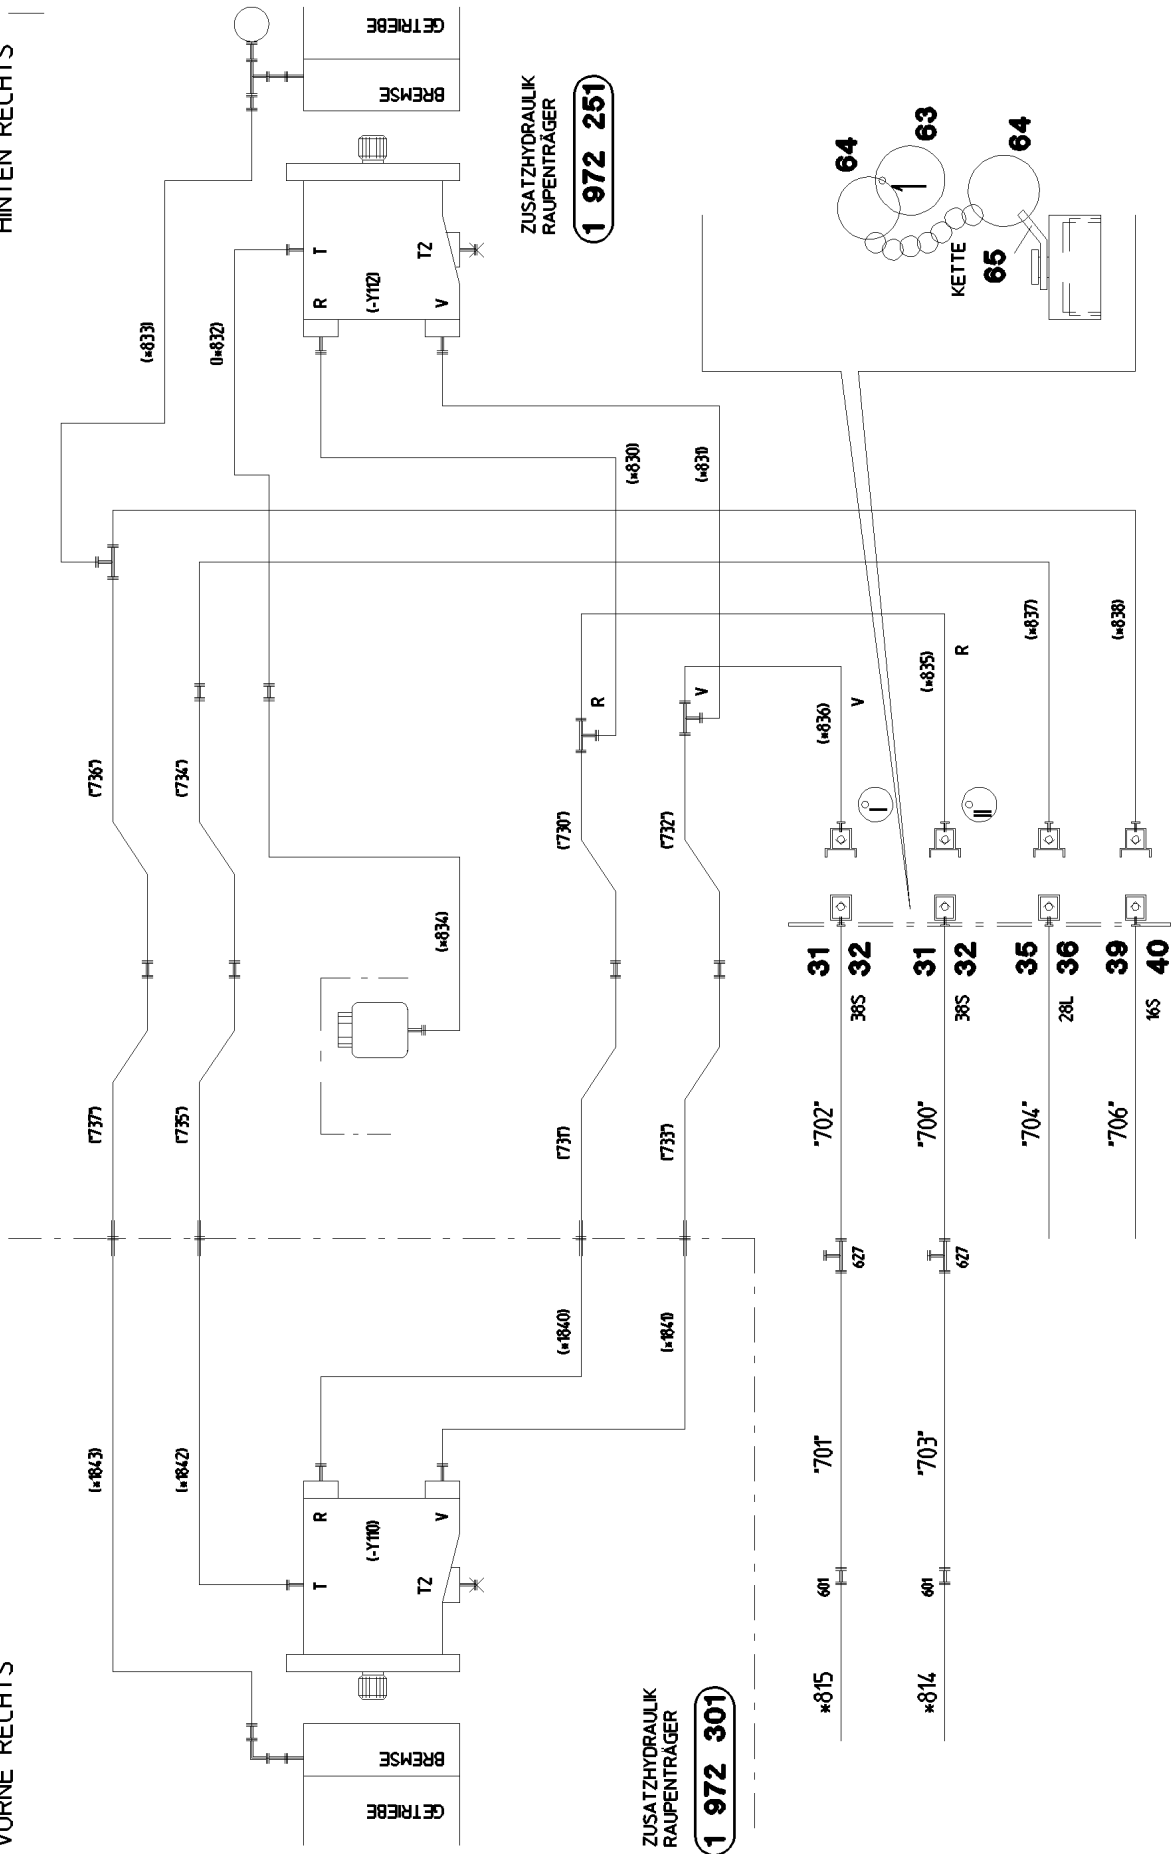 VORNE RECHTS
HINTEN RECHTS
(*1843)
("737")
("736")
(*833)
(*1842)
("735")
("734")
(*832)
GETRIEBE
BREMSE
T
R
(-Y110)
T2
V
(*834)
R
T
(-Y112)
V
T2
BREMSE
GETRIEBE
(*1840)
("731")
("730")
R
(*830)
(*1841)
("733")
("732")
V
(*831)
ZUSATZHYDRAULIK
RAUPENTRÄGER
1 972 301
ZUSATZHYDRAULIK
RAUPENTRÄGER
1 972 251
*815
601
"701"
627
"702"
38S
31
32
I
(*836)
V
*814
601
"703"
627
"700"
38S
31
32
II
(*835)
R
"704"
28L
35
36
(*837)
"706"
16S
39
40
(*838)
64
63
1
KETTE
65
64